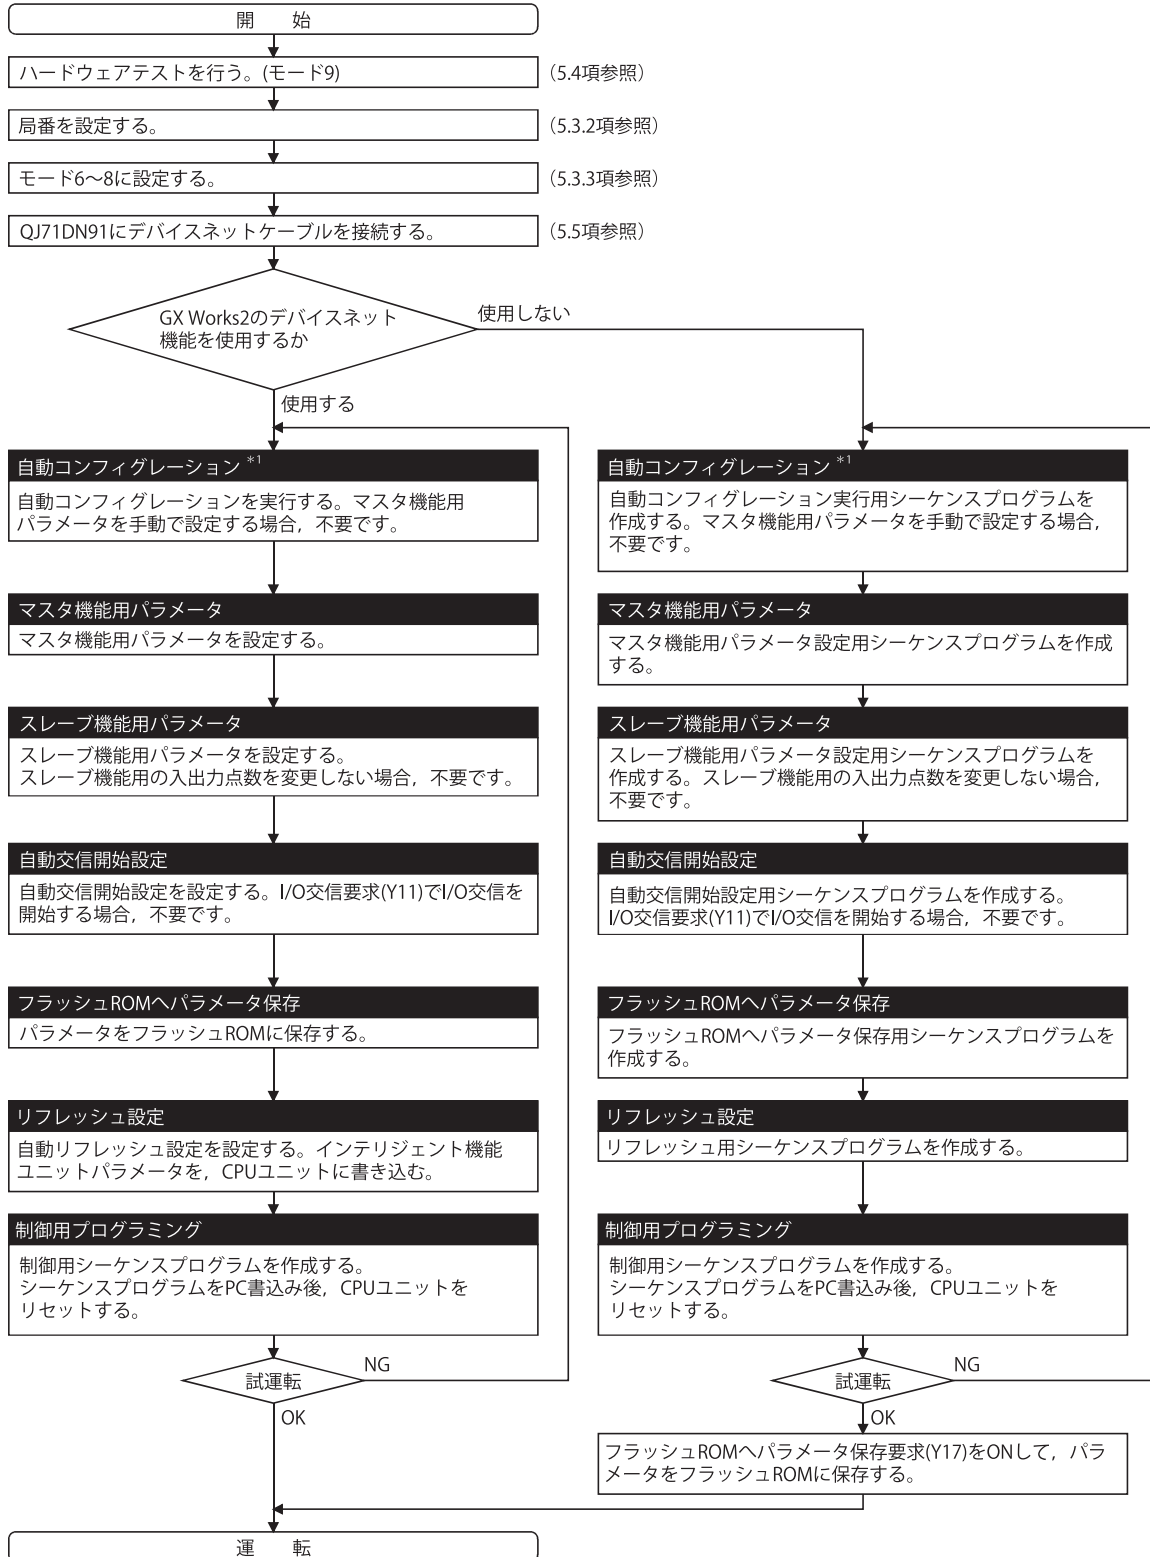 開 始
ハードウェアテストを行う。(モード9)
(5.4項参照)
局番を設定する。
(5.3.2項参照)
モード6～8に設定する。
(5.3.3項参照)
QJ71DN91にデバイスネットケーブルを接続する。
(5.5項参照)
GX Works2のデバイスネット
機能を使用するか
使用しない
使用する
自動コンフィグレーション *1
自動コンフィグレーションを実行する。マスタ機能用
パラメータを手動で設定する場合，不要です。
マスタ機能用パラメータ
マスタ機能用パラメータを設定する。
スレーブ機能用パラメータ
スレーブ機能用パラメータを設定する。
スレーブ機能用の入出力点数を変更しない場合，不要です。
自動交信開始設定
自動交信開始設定を設定する。I/O交信要求(Y11)でI/O交信を
開始する場合，不要です。
フラッシュROMへパラメータ保存
パラメータをフラッシュROMに保存する。
リフレッシュ設定
自動リフレッシュ設定を設定する。インテリジェント機能
ユニットパラメータを，CPUユニットに書き込む。
制御用プログラミング
制御用シーケンスプログラムを作成する。
シーケンスプログラムをPC書込み後，CPUユニットを
リセットする。
試運転
NG
OK
自動コンフィグレーション *1
自動コンフィグレーション実行用シーケンスプログラムを
作成する。マスタ機能用パラメータを手動で設定する場合，
不要です。
マスタ機能用パラメータ
マスタ機能用パラメータ設定用シーケンスプログラムを作成
する。
スレーブ機能用パラメータ
スレーブ機能用パラメータ設定用シーケンスプログラムを
作成する。スレーブ機能用の入出力点数を変更しない場合，
不要です。
自動交信開始設定
自動交信開始設定用シーケンスプログラムを作成する。
I/O交信要求(Y11)でI/O交信を開始する場合，不要です。
フラッシュROMへパラメータ保存
フラッシュROMへパラメータ保存用シーケンスプログラムを
作成する。
リフレッシュ設定
リフレッシュ用シーケンスプログラムを作成する。
制御用プログラミング
制御用シーケンスプログラムを作成する。
シーケンスプログラムをPC書込み後，CPUユニットを
リセットする。
試運転
NG
OK
フラッシュROMへパラメータ保存要求(Y17)をONして，パラ
メータをフラッシュROMに保存する。
運 転